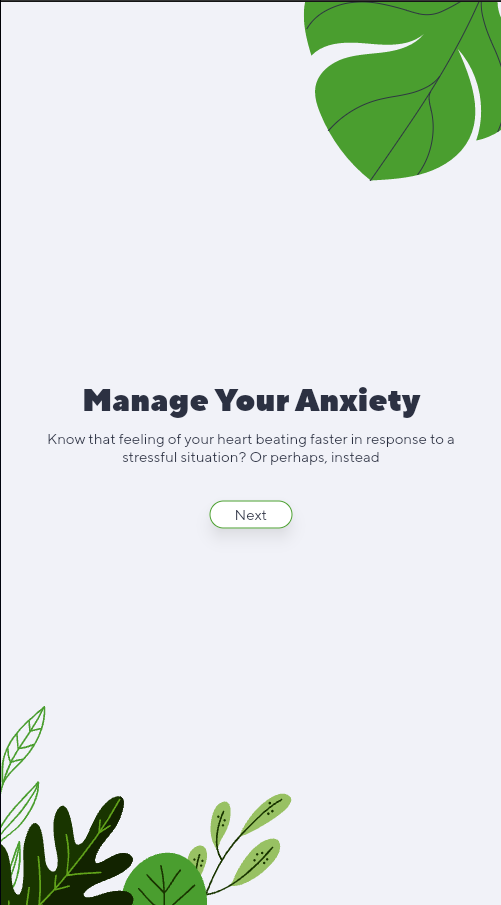 Manage Your Anxiety
Know that feeling of your heart beating faster in response to a
stressful situation? Or perhaps, instead
Next